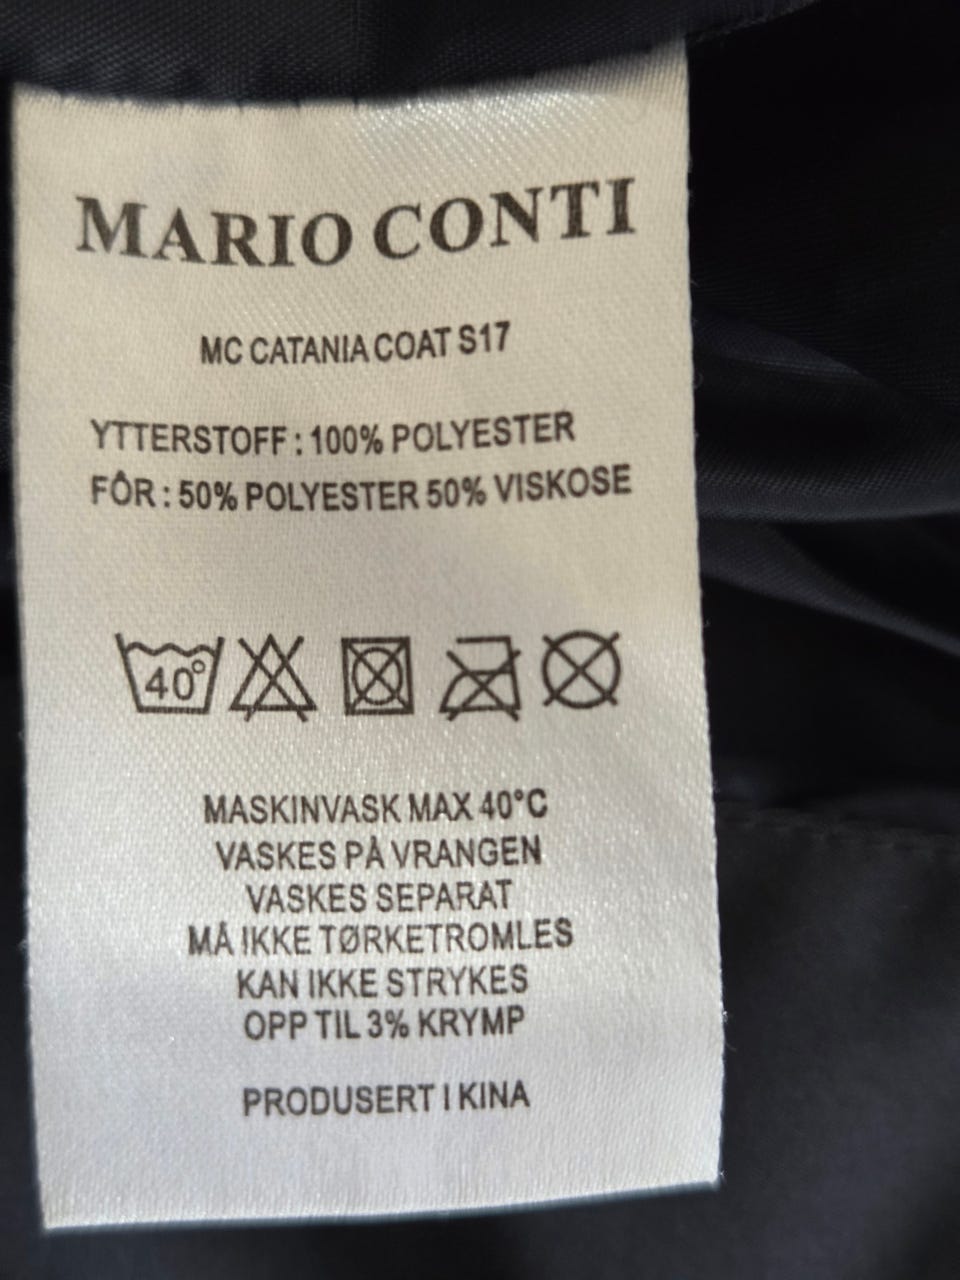 MARIO CONTI
MC CATANIA COAT S17
YTTERSTOFF : 100% POLYESTER
FÔR : 50% POLYESTER 50% VISKOSE
40°
MASKINVASK MAX 40°C
VASKES PÅ VRANGEN
VASKES SEPARAT
MÅ IKKE TØRKETROMLES
KAN IKKE STRYKES
OPP TIL 3% KRYMP
PRODUSERT I KINA